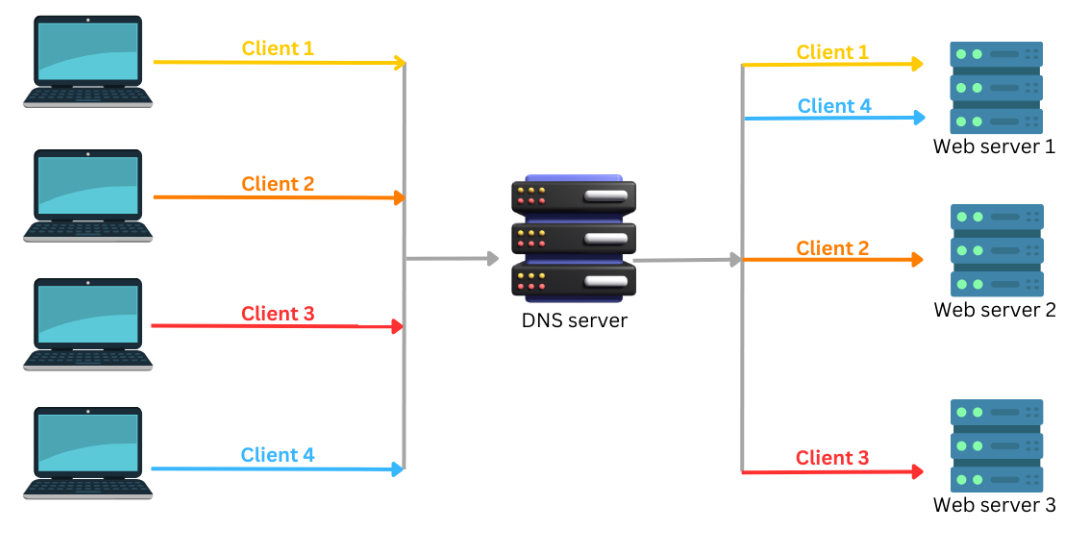 Client 1
Client 2
Client 3
Client 4
DNS server
Client 1
Client 4
Web server 1
Client 2
Web server 2
Client 3
Web server 3